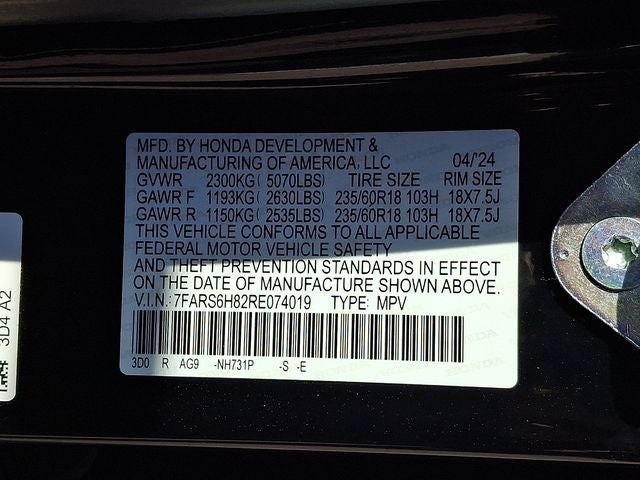 MFD. BY HONDA DEVELOPMENT &
MANUFACTURING OF AMERICA, LLC 04/'24
GVWR 2300KG( 5070LBS) TIRE SIZE RIM SIZE
GAWR F 1193KG( 2630LBS) 235/60R18 103H 18X7.5J
GAWR R 1150KG( 2535LBS) 235/60R18 103H 18X7.5J
THIS VEHICLE CONFORMS TO ALL APPLICABLE
FEDERAL MOTOR VEHICLE SAFETY
AND THEFT PREVENTION STANDARDS IN EFFECT
ON THE DATE OF MANUFACTURE SHOWN ABOVE.
V.I.N.: 7FARS6H82RE074019 TYPE: MPV
3D0 R AG9 -NH731P -S -E
3D4 A2